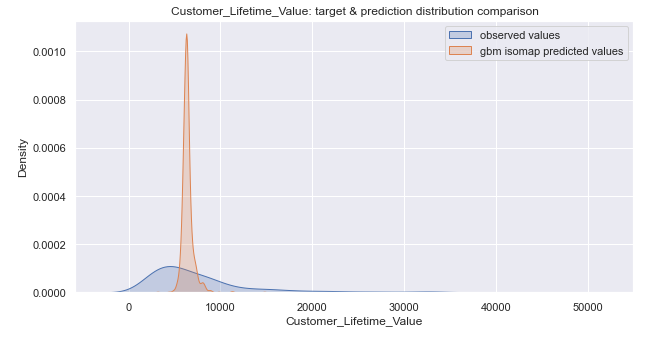 Customer_Lifetime_Value: target & prediction distribution comparison
observed values
gbm isomap predicted values
Density
0.0010
0.0008
0.0006
0.0004
0.0002
0.0000
0 10000 20000 30000 40000 50000
Customer_Lifetime_Value